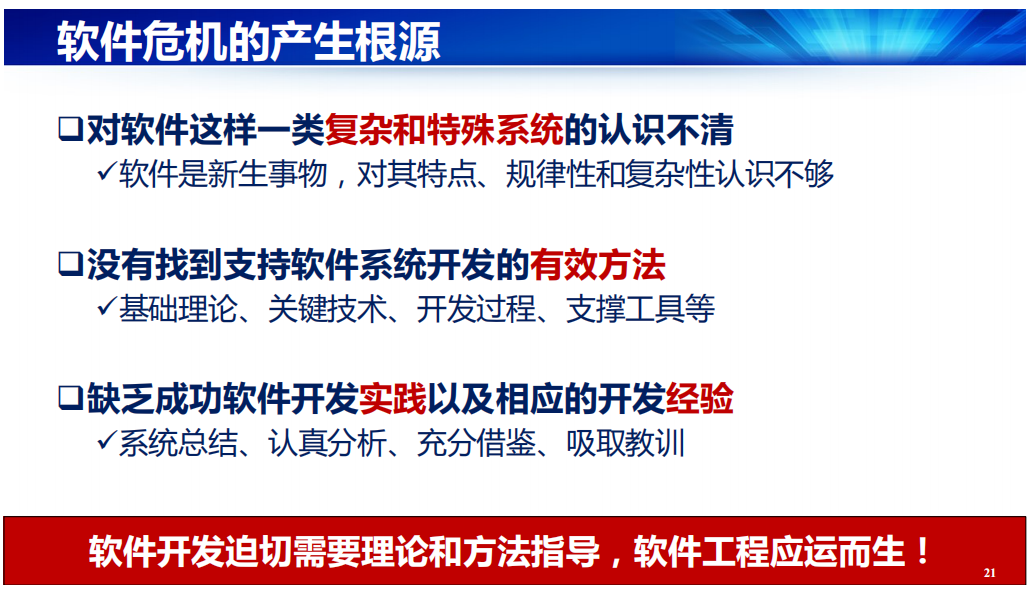 软件危机的产生根源
❑对软件这样一类复杂和特殊系统的认识不清
✓软件是新生事物，对其特点、规律性和复杂性认识不够
❑没有找到支持软件系统开发的有效方法
✓基础理论、关键技术、开发过程、支撑工具等
❑缺乏成功软件开发实践以及相应的开发经验
✓系统总结、认真分析、充分借鉴、吸取教训
软件开发迫切需要理论和方法指导，软件工程应运而生！
21